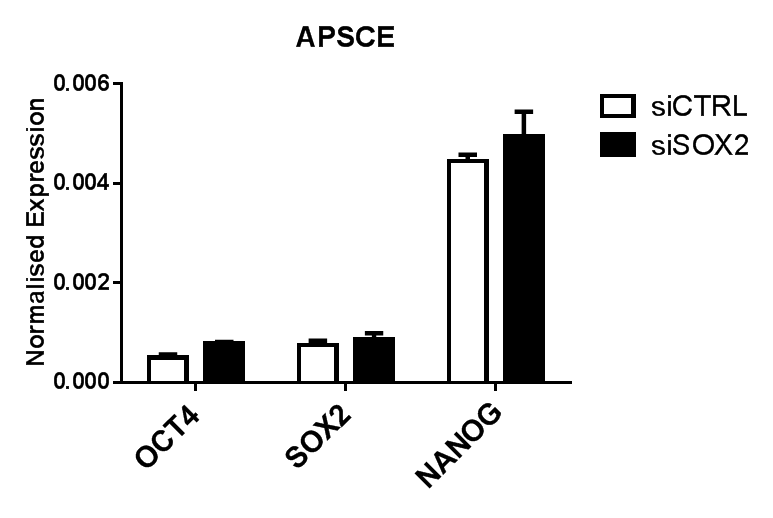 APSCE
Normalised Expression
0.006
0.004
0.002
0.000
OCT4
SOX2
NANOG
siCTRL
siSOX2